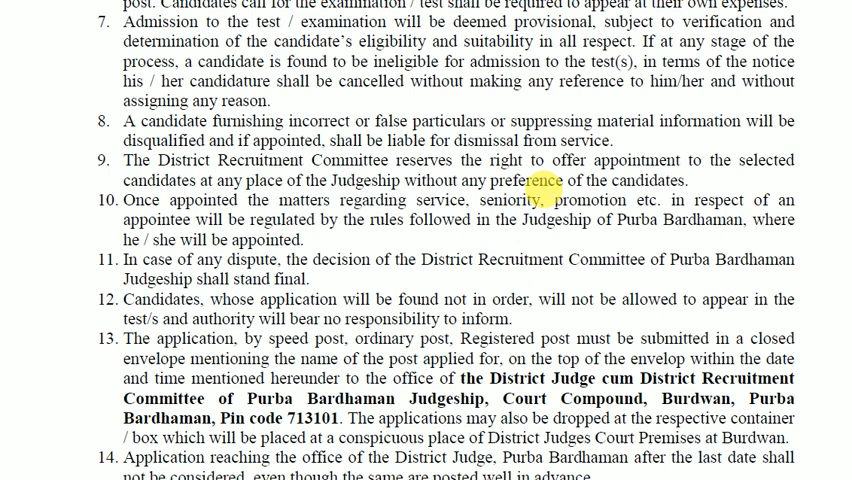 post. Candidates call for the examination / test shall be required to appear at their own expenses.
7. Admission to the test / examination will be deemed provisional, subject to verification and
determination of the candidate's eligibility and suitability in all respect. If at any stage of the
process, a candidate is found to be ineligible for admission to the test(s), in terms of the notice
his / her candidature shall be cancelled without making any reference to him/her and without
assigning any reason.
8. A candidate furnishing incorrect or false particulars or suppressing material information will be
disqualified and if appointed, shall be liable for dismissal from service.
9. The District Recruitment Committee reserves the right to offer appointment to the selected
candidates at any place of the Judgeship without any preference of the candidates.
10. Once appointed the matters regarding service, seniority, promotion etc. in respect of an
appointee will be regulated by the rules followed in the Judgeship of Purba Bardhaman, where
he / she will be appointed.
11. In case of any dispute, the decision of the District Recruitment Committee of Purba Bardhaman
Judgeship shall stand final.
12. Candidates, whose application will be found not in order, will not be allowed to appear in the
test/s and authority will bear no responsibility to inform.
13. The application, by speed post, ordinary post, Registered post must be submitted in a closed
envelope mentioning the name of the post applied for, on the top of the envelop within the date
and time mentioned hereunder to the office of the District Judge cum District Recruitment
Committee of Purba Bardhaman Judgeship, Court Compound, Burdwan, Purba
Bardhaman, Pin code 713101. The applications may also be dropped at the respective container
/ box which will be placed at a conspicuous place of District Judges Court Premises at Burdwan.
14. Application reaching the office of the District Judge, Purba Bardhaman after the last date shall
not be considered, even though the same are posted well in advance.